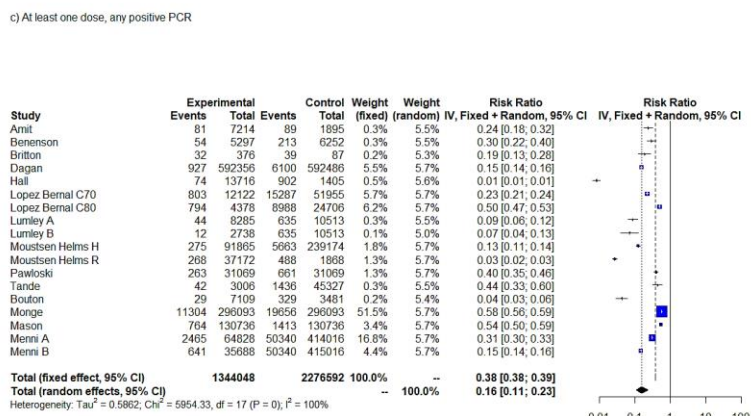 c) At least one dose, any positive PCR
Experimental Control Weight Weight Risk Ratio Risk Ratio
Study Events Total Events Total (fixed) (random) IV, Fixed + Random, 95% CI IV, Fixed + Random, 95% CI
Amit 81 7214 89 1895 0.3% 5.5% 0.24 [0.18; 0.32]
Benenson 54 5297 213 6252 0.3% 5.5% 0.30 [0.22; 0.40]
Britton 32 376 39 87 0.2% 5.3% 0.19 [0.13; 0.28]
Dagan 927 592356 6100 592486 3.3% 5.7% 0.15 [0.14; 0.16]
Hall 74 13716 902 1405 0.3% 5.6% 0.01 [0.01; 0.01]
Lopez Bernal C70 803 12122 15287 51955 3.3% 5.7% 0.23 [0.21; 0.24]
Lopez Bernal C80 794 4378 8988 24706 5.7% 5.7% 0.50 [0.47; 0.53]
Lumley A 44 8285 635 10513 0.3% 5.5% 0.09 [0.06; 0.12]
Lumley B 12 2738 635 10513 0.1% 4.9% 0.07 [0.04; 0.13]
Moustsen Helms H 275 91865 5663 239174 1.8% 5.7% 0.13 [0.11; 0.14]
Moustsen Helms R 268 37172 488 1868 0.8% 5.7% 0.03 [0.02; 0.03]
Pawloski 263 31069 661 31069 0.9% 5.7% 0.40 [0.35; 0.46]
Tande 42 3006 1436 45327 0.3% 5.5% 0.44 [0.33; 0.60]
Bouton 29 7109 329 3481 0.2% 5.4% 0.04 [0.03; 0.06]
Monge 11304 296093 19656 296093 51.5% 5.7% 0.58 [0.56; 0.59]
Mason 764 130736 1413 130736 3.4% 5.7% 0.54 [0.50; 0.59]
Menni A 2465 64828 50340 414016 16.8% 5.7% 0.31 [0.30; 0.33]
Menni B 641 35688 50340 415016 4.4% 5.7% 0.15 [0.14; 0.16]
Total (fixed effect, 95% CI) 1344048 2276592 100.0% -- 0.38 [0.38; 0.39]
Total (random effects, 95% CI) -- 100.0% 0.16 [0.11; 0.23]
Heterogeneity: Tau² = 0.5862; Chi² = 5954.33, df = 17 (P = 0); I² = 100%
0.01 0.1 1 10 100